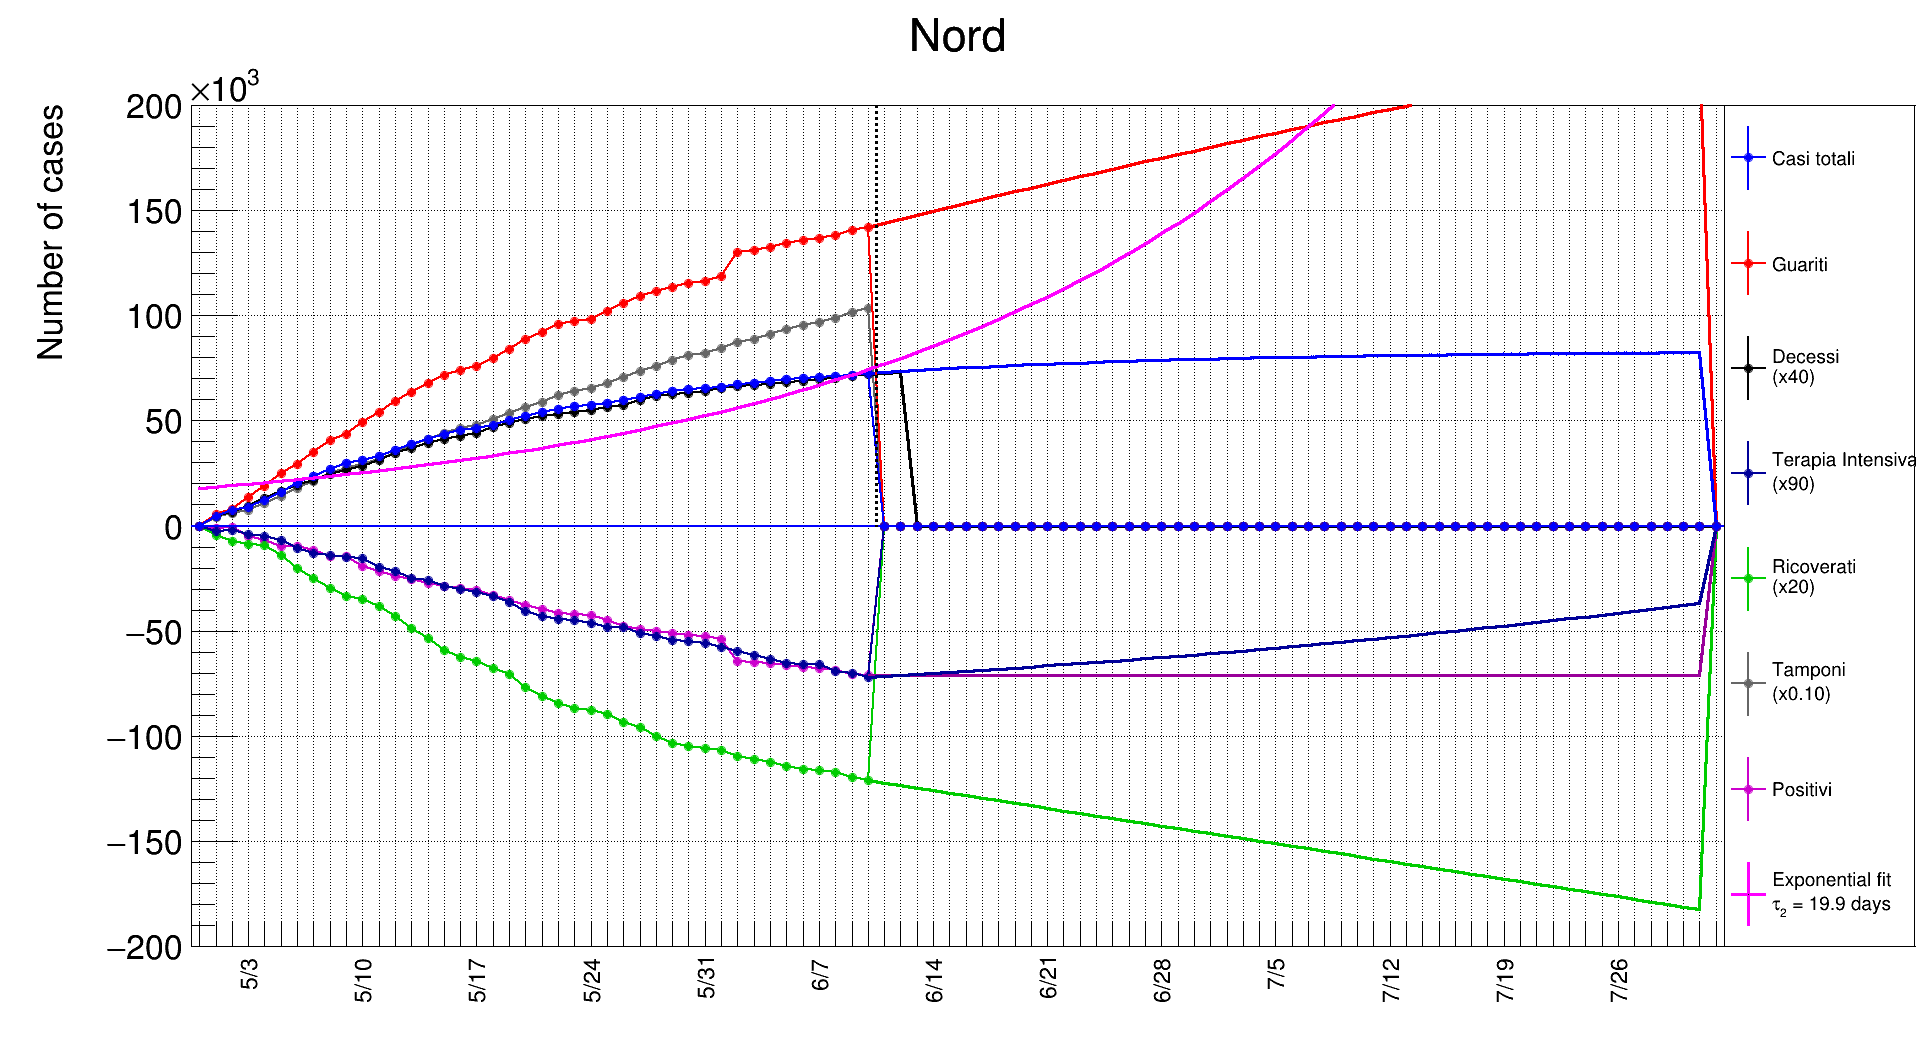 Nord
×10³
Number of cases
200
150
100
50
0
−50
−100
−150
−200
5/3
5/10
5/17
5/24
5/31
6/7
6/14
6/21
6/28
7/5
7/12
7/19
7/26
Casi totali
Guariti
Decessi
(x40)
Terapia Intensiva
(x90)
Ricoverati
(x20)
Tamponi
(x0.10)
Positivi
Exponential fit
τ₂ = 19.9 days